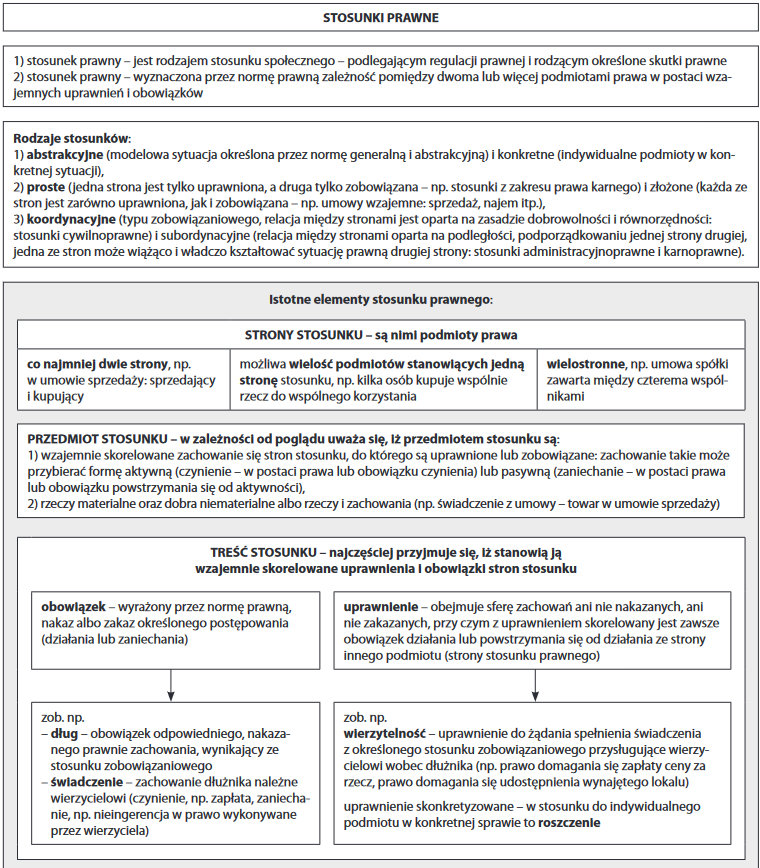 STOSUNKI PRAWNE
1) stosunek prawny – jest rodzajem stosunku społecznego – podlegającym regulacji prawnej i rodzącym określone skutki prawne
2) stosunek prawny – wyznaczona przez normę prawną zależność pomiędzy dwoma lub więcej podmiotami prawa w postaci wza-
jemnych uprawnień i obowiązków
Rodzaje stosunków:
1) abstrakcyjne (modelowa sytuacja określona przez normę generalną i abstrakcyjną) i konkretne (indywidualne podmioty w kon-
kretnej sytuacji),
2) proste (jedna strona jest tylko uprawniona, a druga tylko zobowiązana – np. stosunki z zakresu prawa karnego) i złożone (każda ze
stron jest zarówno uprawniona, jak i zobowiązana – np. umowy wzajemne: sprzedaż, najem itp.),
3) koordynacyjne (typu zobowiązaniowego, relacja między stronami jest oparta na zasadzie dobrowolności i równorzędności:
stosunki cywilnoprawne) i subordynacyjne (relacja między stronami oparta na podległości, podporządkowaniu jednej strony drugiej,
jedna ze stron może wiążąco i władczo kształtować sytuację prawną drugiej strony: stosunki administracyjnoprawne i karnoprawne).
Istotne elementy stosunku prawnego:
STRONY STOSUNKU – są nimi podmioty prawa
co najmniej dwie strony, np.
w umowie sprzedaży: sprzedający
i kupujący
możliwa wielość podmiotów stanowiących jedną
stronę stosunku, np. kilka osób kupuje wspólnie
rzecz do wspólnego korzystania
wielostronne, np. umowa spółki
zawarta między czterema wspól-
nikami
PRZEDMIOT STOSUNKU – w zależności od poglądu uważa się, iż przedmiotem stosunku są:
1) wzajemnie skorelowane zachowanie się stron stosunku, do którego są uprawnione lub zobowiązane: zachowanie takie może
przybierać formę aktywną (czynienie – w postaci prawa lub obowiązku czynienia) lub pasywną (zaniechanie – w postaci prawa
lub obowiązku powstrzymania się od aktywności),
2) rzeczy materialne oraz dobra niematerialne albo rzeczy i zachowania (np. świadczenie z umowy – towar w umowie sprzedaży)
TREŚĆ STOSUNKU – najczęściej przyjmuje się, iż stanowią ją
wzajemnie skorelowane uprawnienia i obowiązki stron stosunku
obowiązek – wyrażony przez normę prawną,
nakaz albo zakaz określonego postępowania
(działania lub zaniechania)
uprawnienie – obejmuje sferę zachowań ani nie nakazanych, ani
nie zakazanych, przy czym z uprawnieniem skorelowany jest zawsze
obowiązek działania lub powstrzymania się od działania ze strony
innego podmiotu (strony stosunku prawnego)
zob. np.
– dług – obowiązek odpowiedniego, nakaza-
nego prawnie zachowania, wynikający ze
stosunku zobowiązaniowego
– świadczenie – zachowanie dłużnika należne
wierzycielowi (czynienie, np. zapłata, zaniecha-
nie, np. nieingerencja w prawo wykonywane
przez wierzyciela)
zob. np.
wierzytelność – uprawnienie do żądania spełnienia świadczenia
z określonego stosunku zobowiązaniowego przysługujące wierzy-
cielowi wobec dłużnika (np. prawo domagania się zapłaty ceny za
rzecz, prawo domagania się udostępnienia wynajętego lokalu)
uprawnienie skonkretyzowane – w stosunku do indywidualnego
podmiotu w konkretnej sprawie to roszczenie